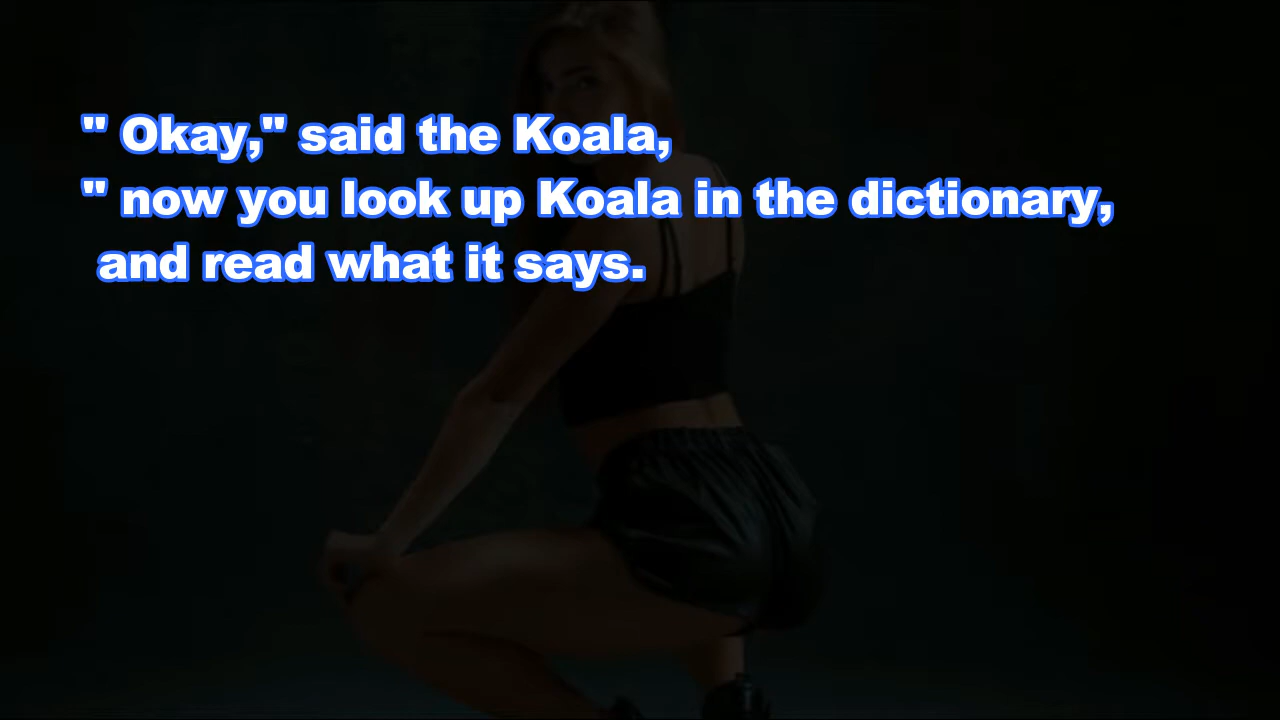 " Okay," said the Koala,
" now you look up Koala in the dictionary,
and read what it says.